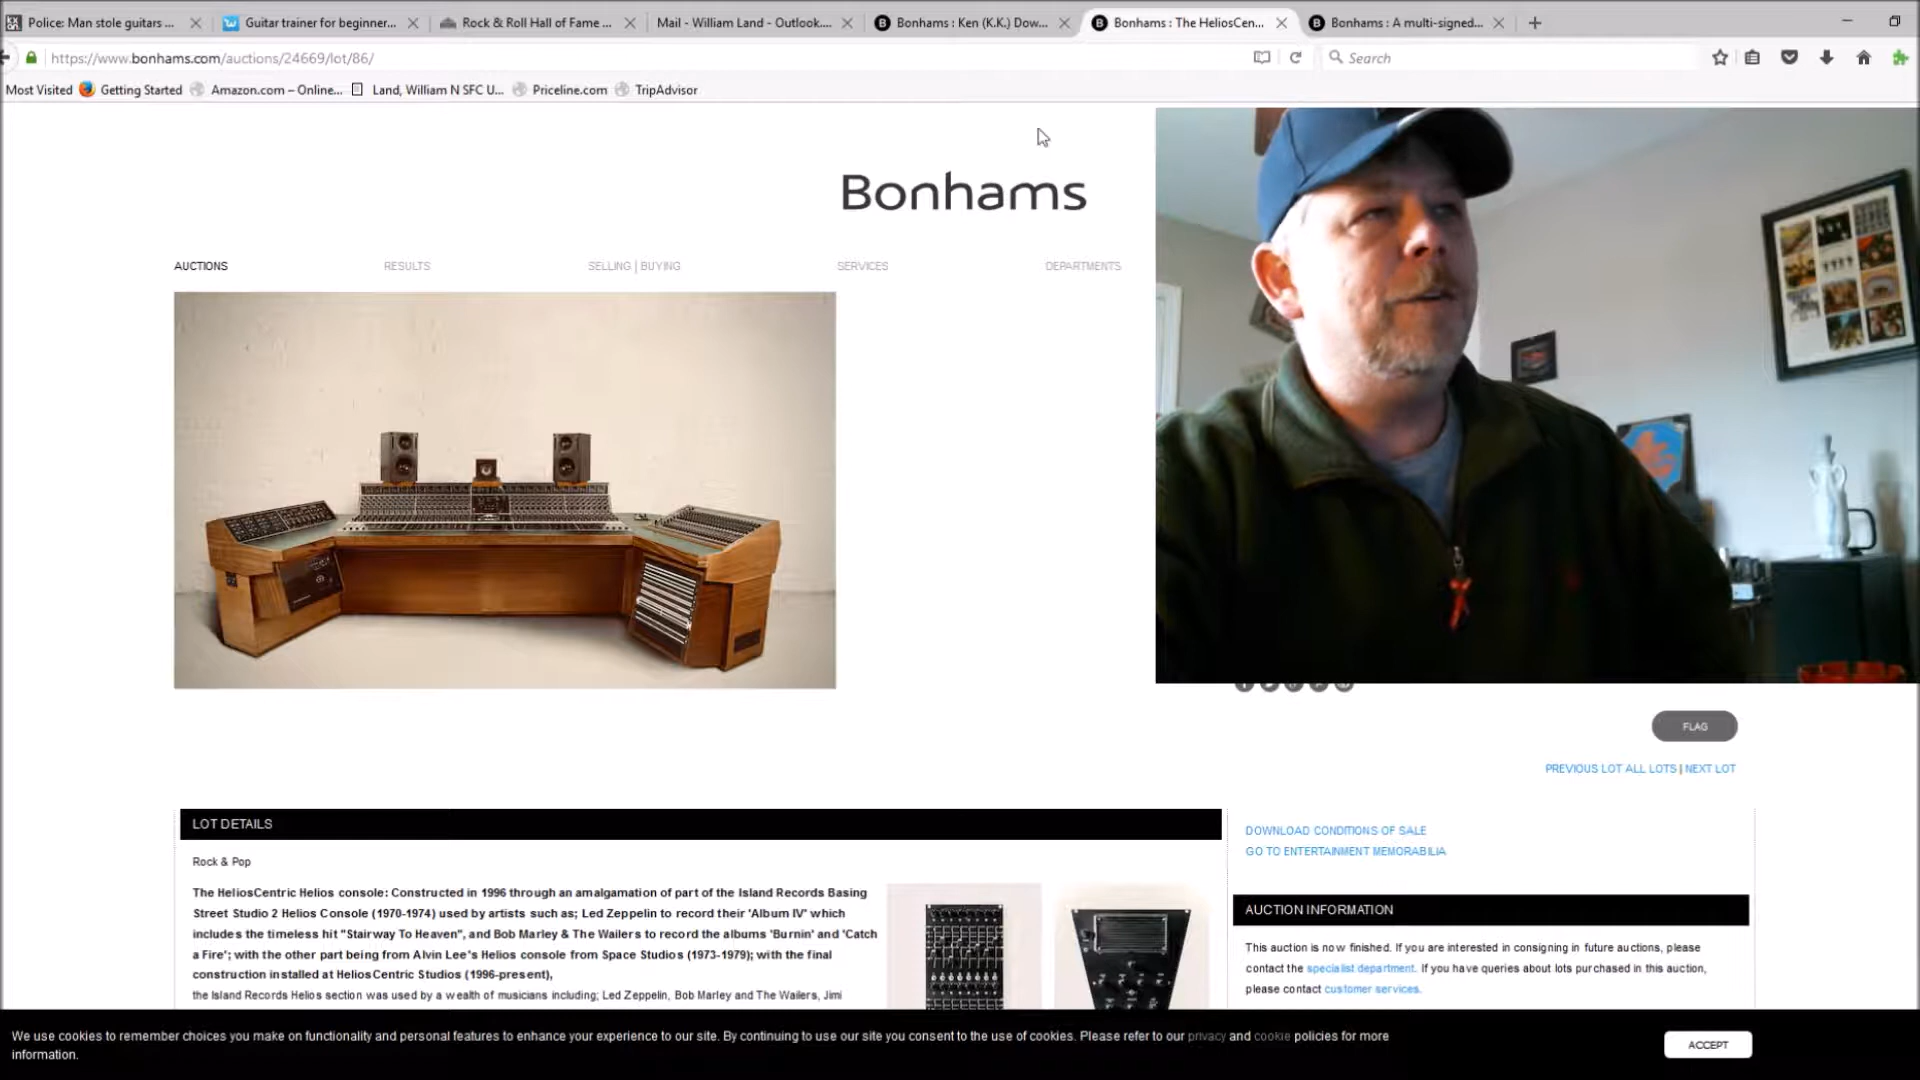 Police: Man stole guitars ...
Guitar trainer for beginner...
Rock & Roll Hall of Fame ...
Mail - William Land - Outlook....
Bonhams : Ken (K.K.) Dow...
Bonhams : The HeliosCen...
Bonhams : A multi-signed...
https://www.bonhams.com/auctions/24669/lot/86/
Search
Most Visited
Getting Started
Amazon.com – Online...
Land, William N SFC U...
Priceline.com
TripAdvisor
Bonhams
AUCTIONS
RESULTS
SELLING | BUYING
SERVICES
DEPARTMENTS
FLAG
PREVIOUS LOT ALL LOTS | NEXT LOT
LOT DETAILS
Rock & Pop
The HeliosCentric Helios console: Constructed in 1996 through an amalgamation of part of the Island Records Basing
Street Studio 2 Helios Console (1970-1974) used by artists such as; Led Zeppelin to record their 'Album IV' which
includes the timeless hit "Stairway To Heaven", and Bob Marley & The Wailers to record the albums 'Burnin' and 'Catch
a Fire'; with the other part being from Alvin Lee's Helios console from Space Studios (1973-1979); with the final
construction installed at HeliosCentric Studios (1996-present),
the Island Records Helios section was used by a wealth of musicians including; Led Zeppelin, Bob Marley and The Wailers, Jimi
DOWNLOAD CONDITIONS OF SALE
GO TO ENTERTAINMENT MEMORABILIA
AUCTION INFORMATION
This auction is now finished. If you are interested in consigning in future auctions, please
contact the specialist department. If you have queries about lots purchased in this auction,
please contact customer services.
We use cookies to remember choices you make on functionality and personal features to enhance your experience to our site. By continuing to use our site you consent to the use of cookies. Please refer to our privacy and cookie policies for more
information.
ACCEPT